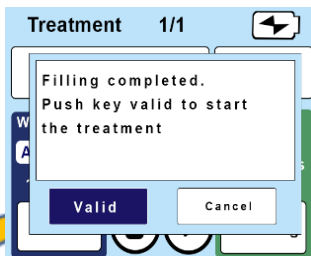 Treatment 1/1
Filling completed.
Push key valid to start
the treatment
Valid
Cancel